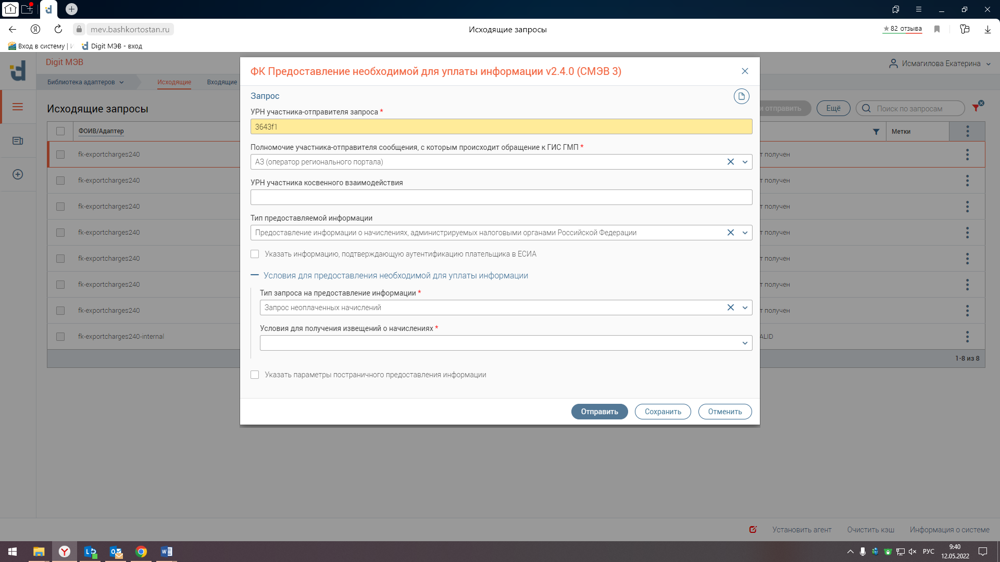 1
mev.bashkortostan.ru
Исходящие запросы
★ 82 отзыва
Вход в систему |
Digit МЭВ - вход
Digit МЭВ
Исмагилова Екатерина
Библиотека адаптеров
Исходящие
Входящие
Исходящие запросы
и отправить
Ещё
Поиск по запросам
ФОИВ/Адаптер
Метки
fk-exportcharges240
т получен
fk-exportcharges240
т получен
fk-exportcharges240
т получен
fk-exportcharges240
т получен
fk-exportcharges240
т получен
fk-exportcharges240
т получен
fk-exportcharges240
т получен
fk-exportcharges240-internal
ALID
1-8 из 8
ФК Предоставление необходимой для уплаты информации v2.4.0 (СМЭВ 3)
Запрос
УРН участника-отправителя запроса *
3643f1
Полномочие участника-отправителя сообщения, с которым происходит обращение к ГИС ГМП *
АЗ (оператор регионального портала)
УРН участника косвенного взаимодействия
Тип предоставляемой информации
Предоставление информации о начислениях, администрируемых налоговыми органами Российской Федерации
Указать информацию, подтверждающую аутентификацию плательщика в ЕСИА
Условия для предоставления необходимой для уплаты информации
Тип запроса на предоставление информации *
Запрос неоплаченных начислений
Условия для получения извещений о начислениях *
Указать параметры постраничного предоставления информации
Отправить
Сохранить
Отменить
Установить агент
Очистить кэш
Информация о системе
РУС
9:40
12.05.2022